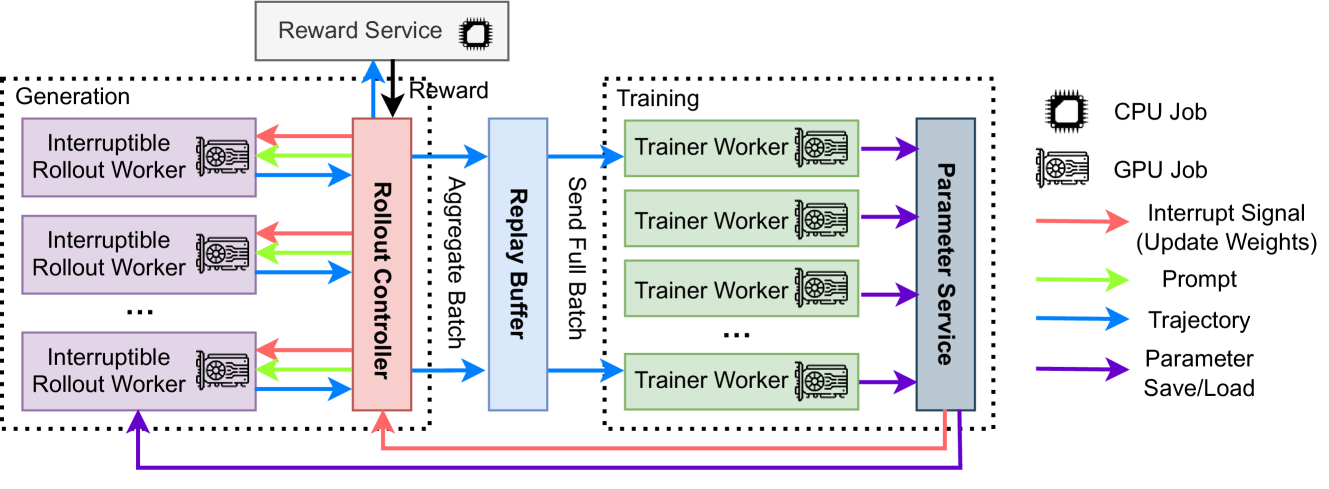 Reward Service
Reward
Generation
Interruptible
Rollout Worker
Interruptible
Rollout Worker
...
Interruptible
Rollout Worker
Rollout Controller
Aggregate Batch
Replay Buffer
Send Full Batch
Training
Trainer Worker
Trainer Worker
Trainer Worker
...
Trainer Worker
Parameter Service
CPU Job
GPU Job
Interrupt Signal
(Update Weights)
Prompt
Trajectory
Parameter
Save/Load